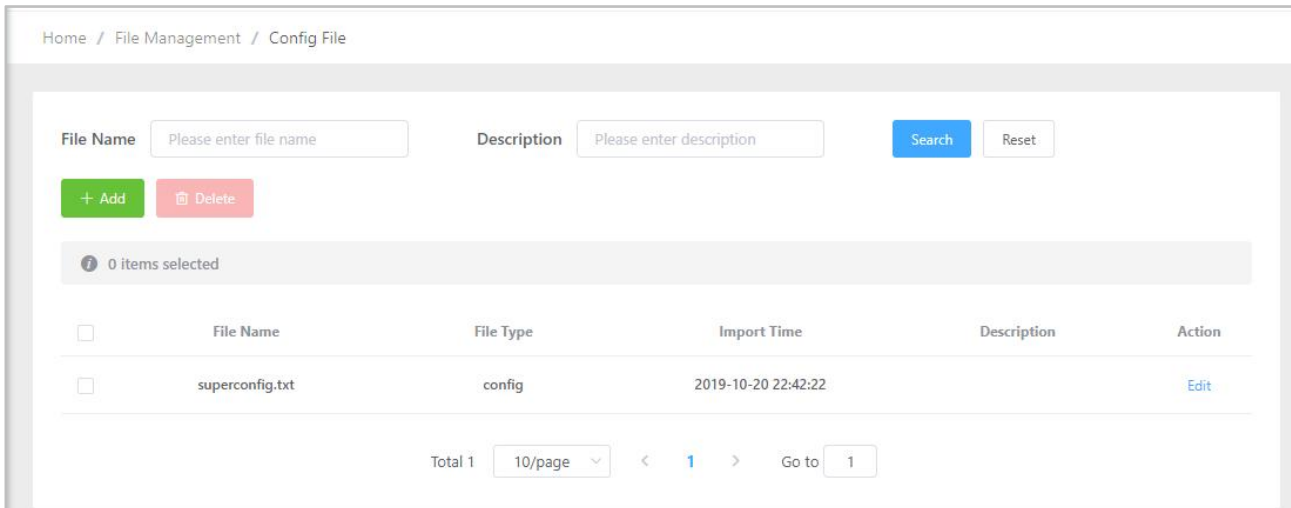 Home / File Management / Config File
File Name Please enter file name Description Please enter description Search Reset
+ Add Delete
0 items selected
File Name File Type Import Time Description Action
superconfig.txt config 2019-10-20 22:42:22 Edit
Total 1 10/page < 1 > Go to 1